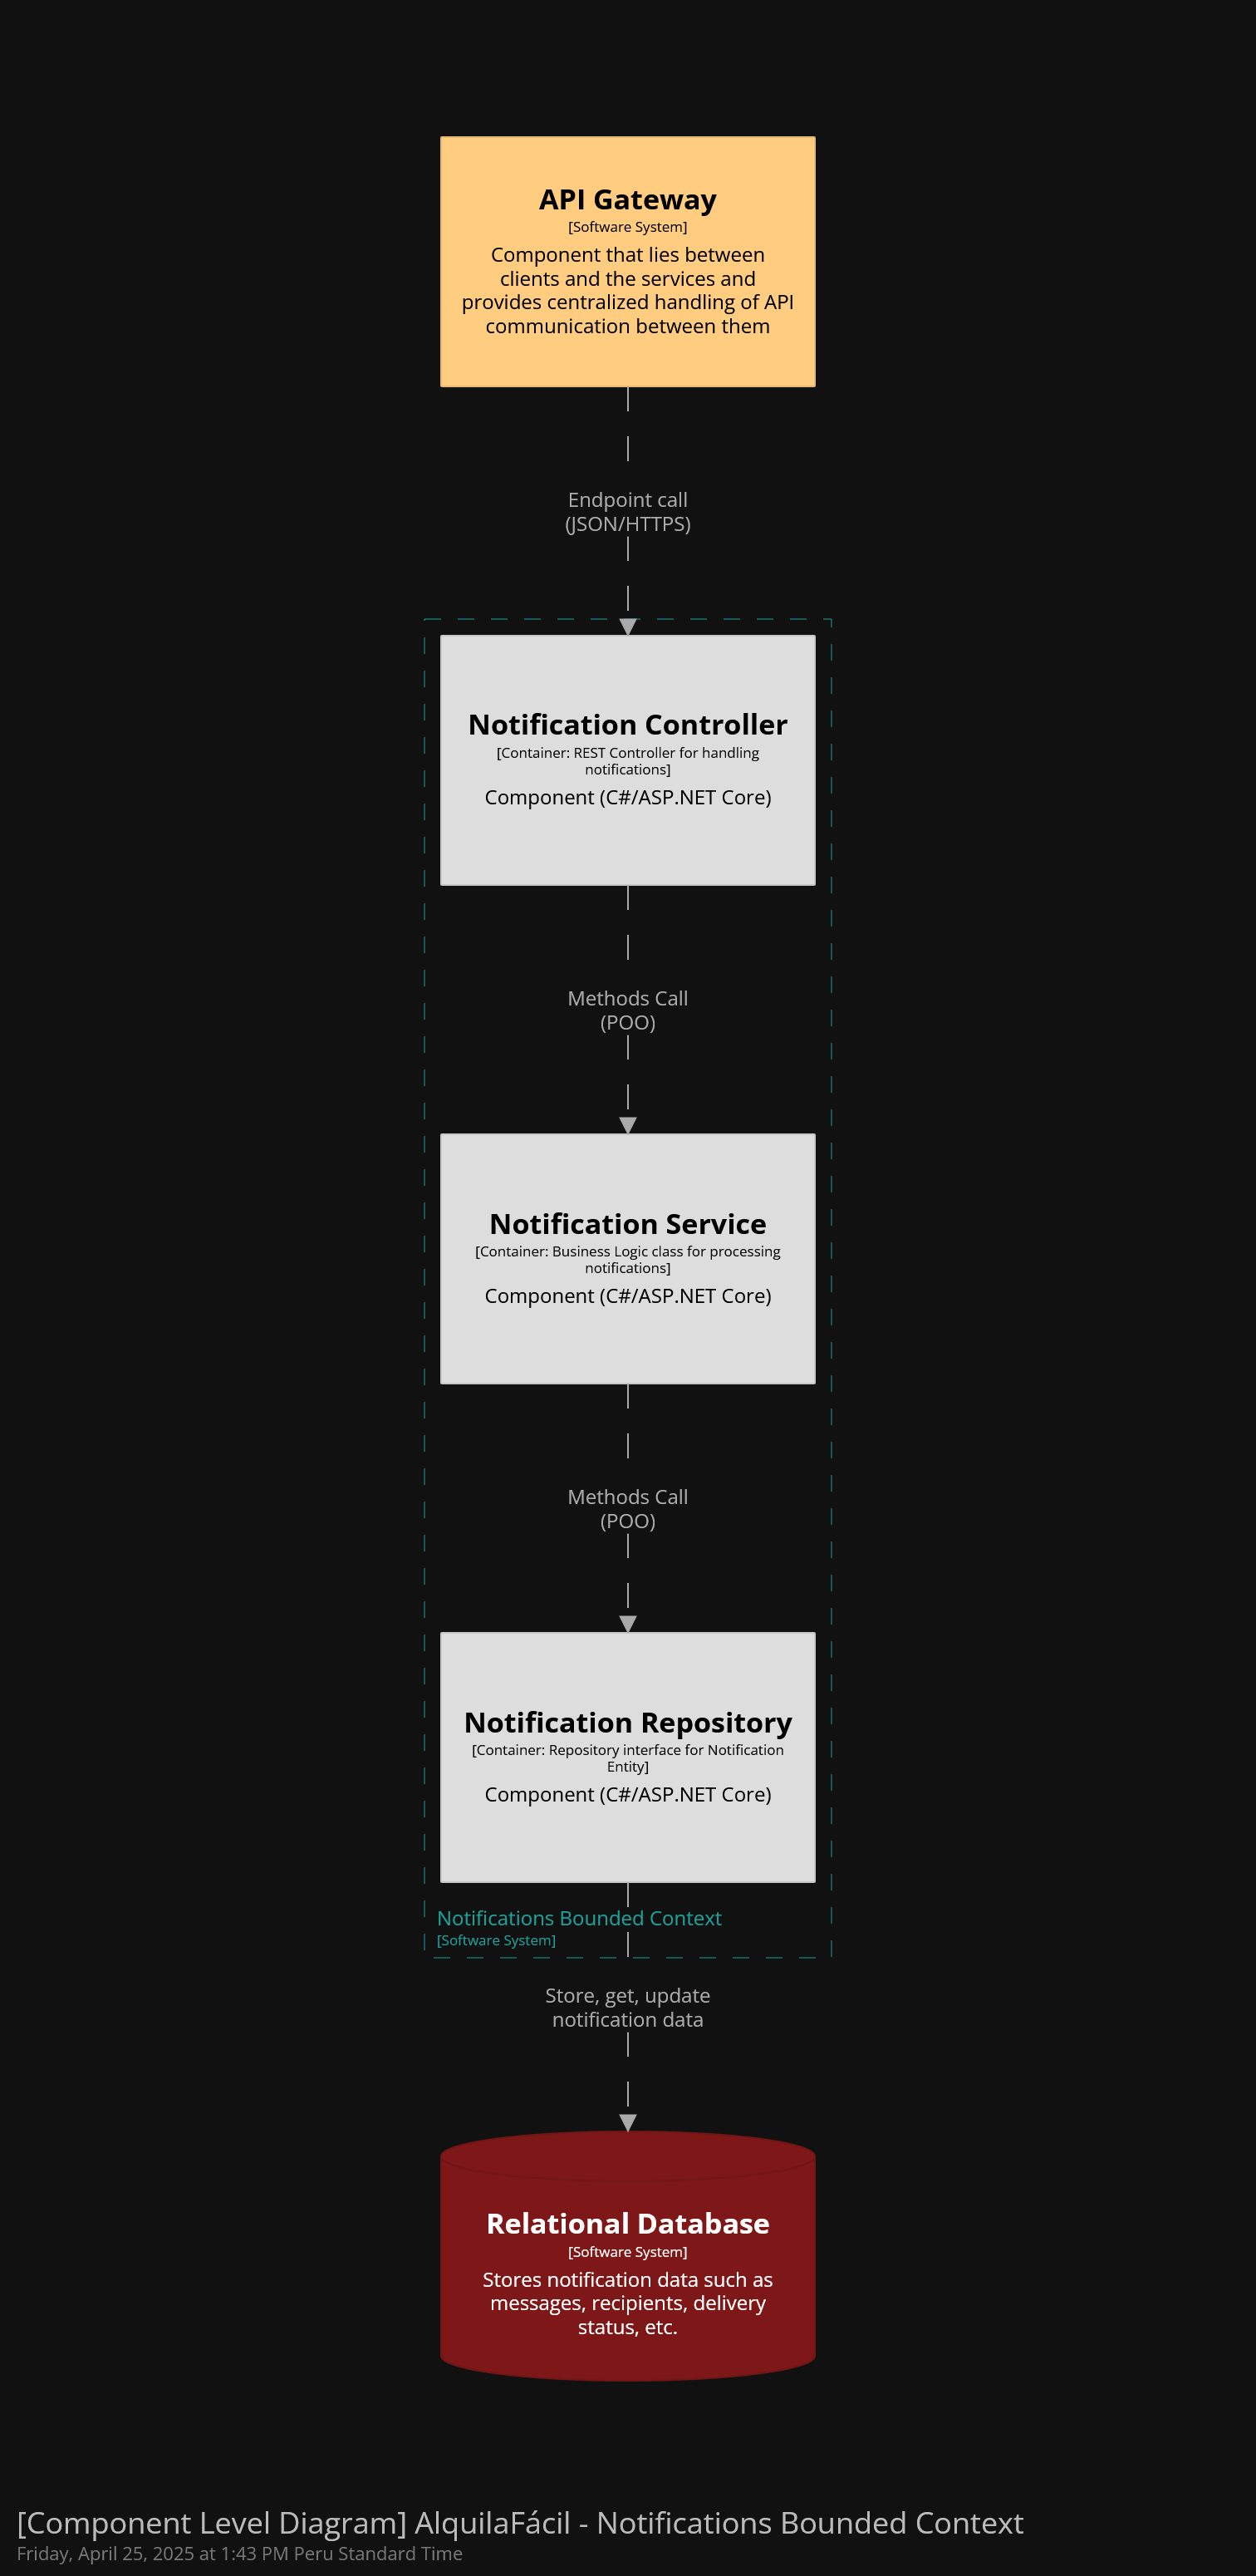 API Gateway
[Software System]
Component that lies between
clients and the services and
provides centralized handling of API
communication between them
Endpoint call
(JSON/HTTPS)
Notification Controller
[Container: REST Controller for handling
notifications]
Component (C#/ASP.NET Core)
Methods Call
(POO)
Notification Service
[Container: Business Logic class for processing
notifications]
Component (C#/ASP.NET Core)
Methods Call
(POO)
Notification Repository
[Container: Repository interface for Notification
Entity]
Component (C#/ASP.NET Core)
Notifications Bounded Context
[Software System]
Store, get, update
notification data
Relational Database
[Software System]
Stores notification data such as
messages, recipients, delivery
status, etc.
[Component Level Diagram] AlquilaFácil - Notifications Bounded Context
Friday, April 25, 2025 at 1:43 PM Peru Standard Time